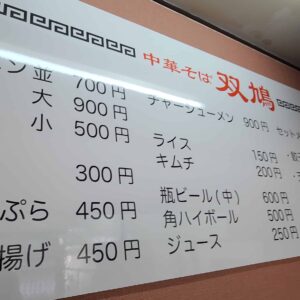 中華そば 双鳩
ン 並 700円
大 900円
小 500円
300円
ぷら 450円
揚げ 450円
チャーシューメン 900円
ライス 150円
キムチ 200円
瓶ビール(中) 600円
角ハイボール 500円
ジュース 250円
セット